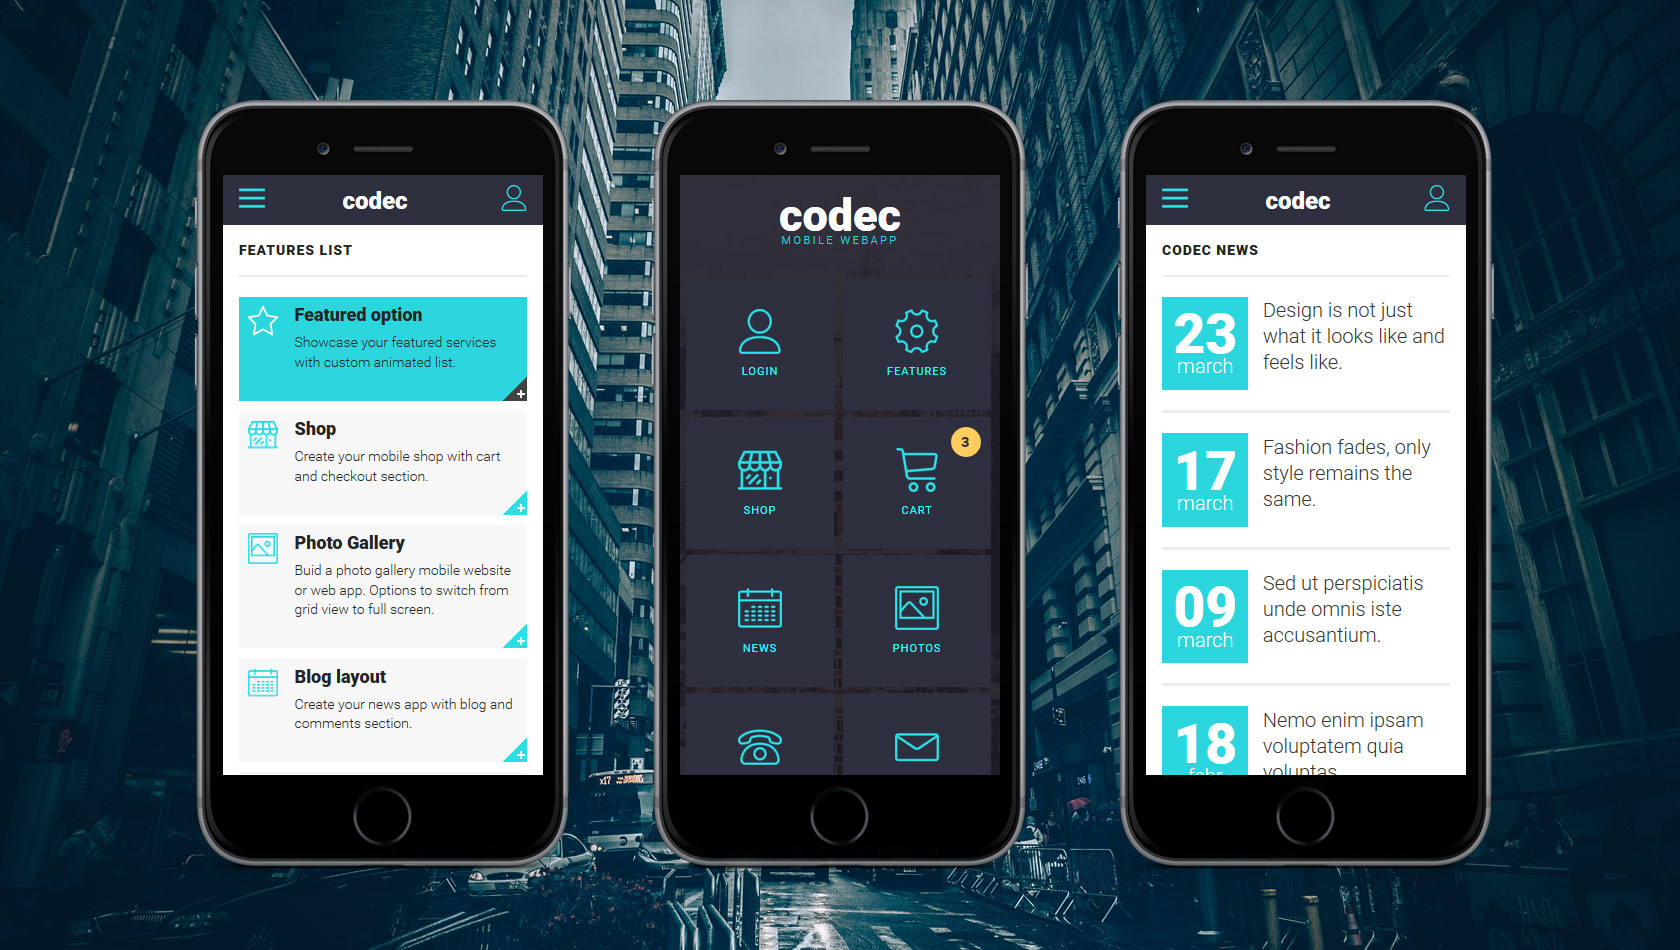 codec
FEATURES LIST
Featured option
Showcase your featured services
with custom animated list.
Shop
Create your mobile shop with cart
and checkout section.
Photo Gallery
Buid a photo gallery mobile website
or web app. Options to switch from
grid view to full screen.
Blog layout
Create your news app with blog and
comments section.
codec
MOBILE WEBAPP
LOGIN
FEATURES
3
SHOP
CART
NEWS
PHOTOS
codec
CODEC NEWS
23
march
Design is not just
what it looks like and
feels like.
17
march
Fashion fades, only
style remains the
same.
09
march
Sed ut perspiciatis
unde omnis iste
accusantium.
18
febr
Nemo enim ipsam
voluptatem quia
voluptas
x17